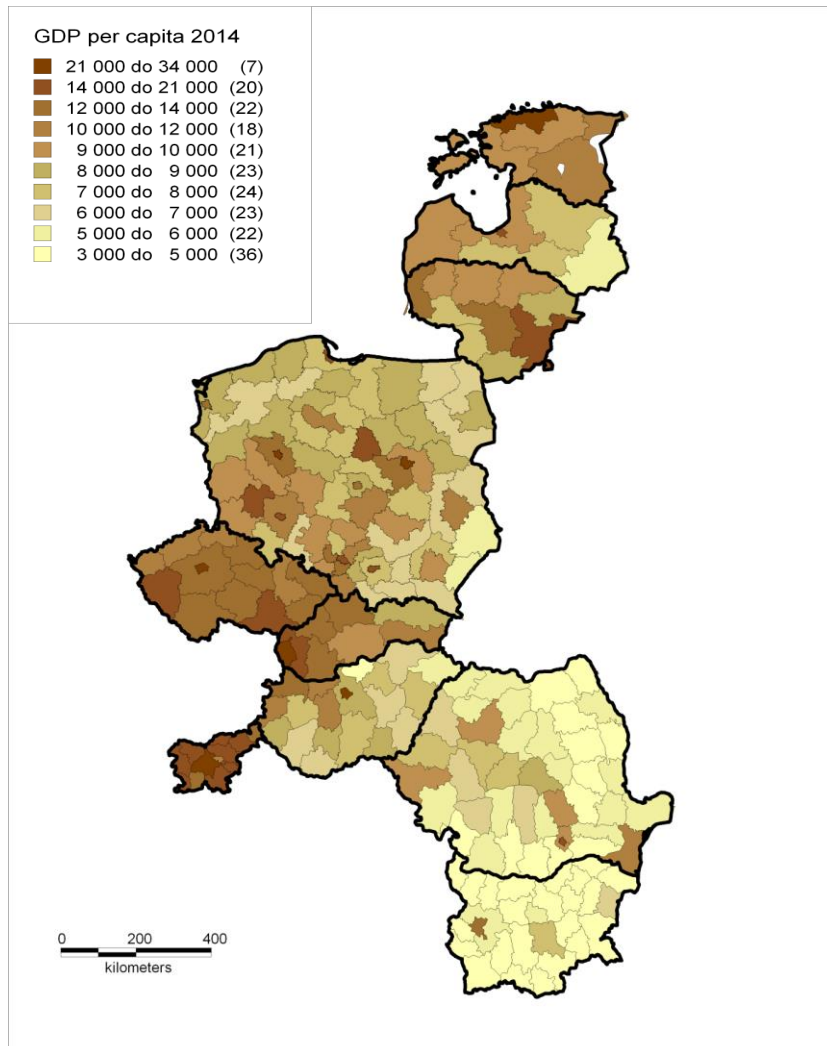 GDP per capita 2014
21 000 do 34 000 (7)
14 000 do 21 000 (20)
12 000 do 14 000 (22)
10 000 do 12 000 (18)
9 000 do 10 000 (21)
8 000 do 9 000 (23)
7 000 do 8 000 (24)
6 000 do 7 000 (23)
5 000 do 6 000 (22)
3 000 do 5 000 (36)
0 200 400
kilometers